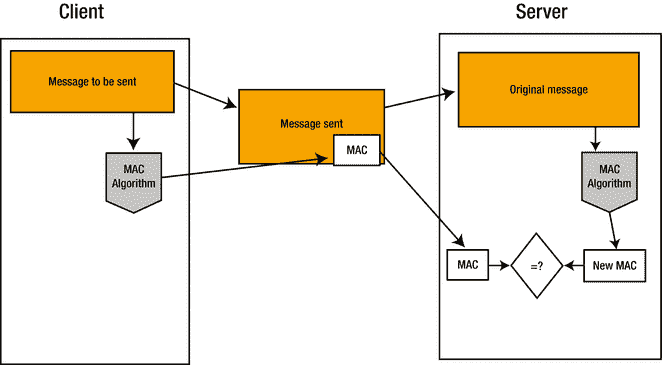 Client
Server
Message to be sent
Message sent
MAC
Original message
MAC
Algorithm
MAC
Algorithm
MAC
=?
New MAC